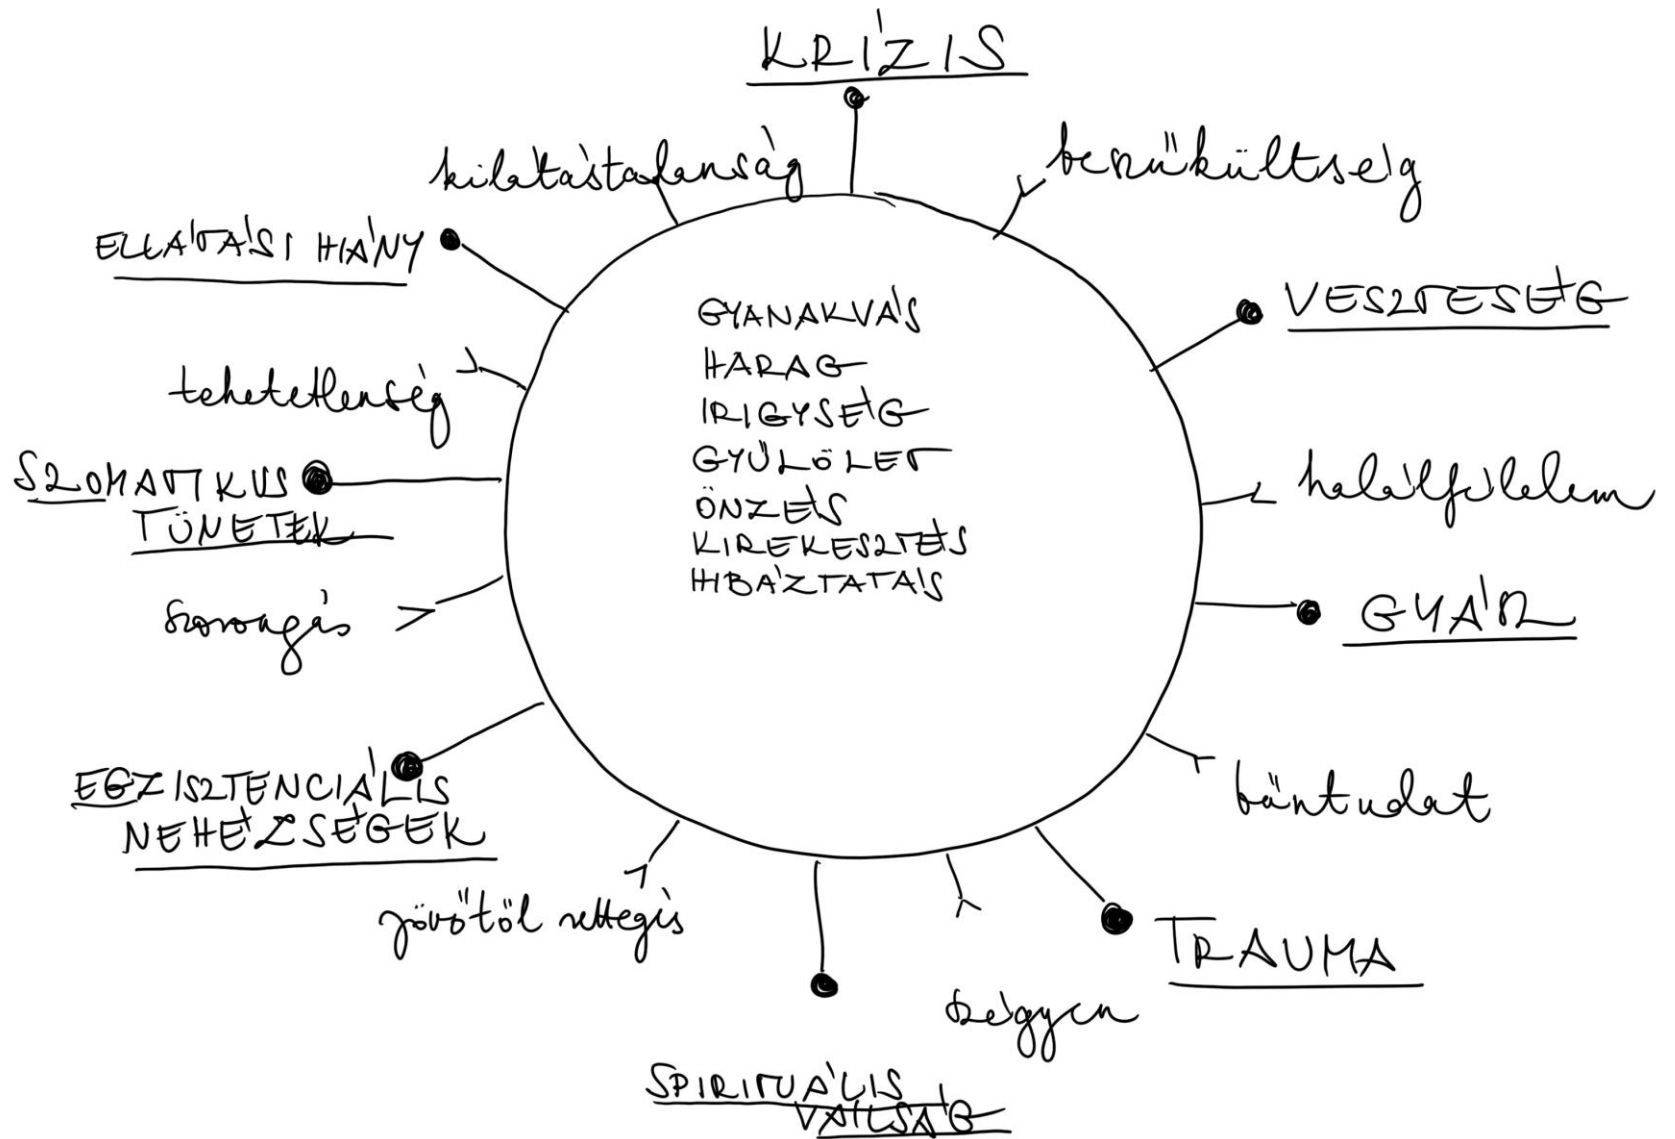 KRÍZIS
kilátástalanság
beszűkültség
ELLÁTÁSI HIÁNY
VESZTESÉG
tehetetlenség
SZOMATIKUS
TÜNETEK
halálfélelem
szorongás
GYÁSZ
GYANAKVÁS
HARAG
IRIGYSÉG
GYŰLÖLET
ÖNZÉS
KIREKESZTÉS
HIBÁZTATÁS
EGZISZTENCIÁLIS
NEHÉZSÉGEK
bűntudat
jövőtől rettegés
TRAUMA
szégyen
SPIRITUÁLIS
VÁLSÁG